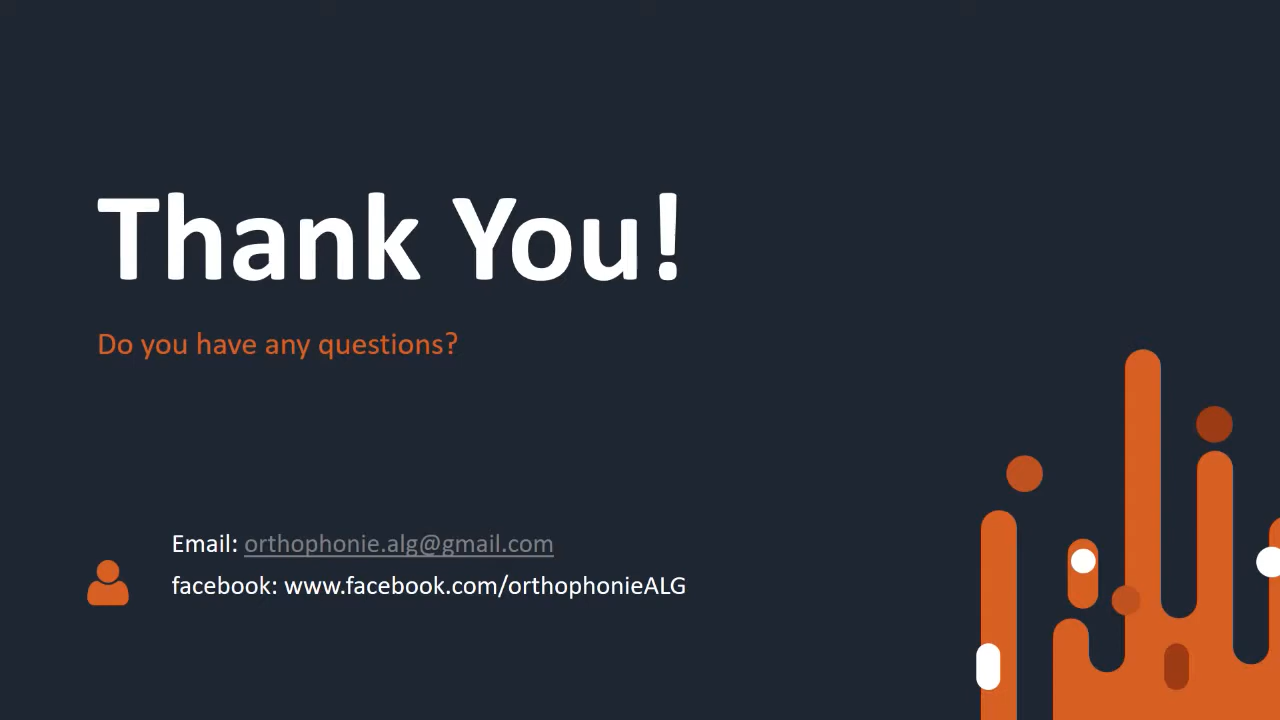 Thank You!
Do you have any questions?
Email: orthophonie.alg@gmail.com
facebook: www.facebook.com/orthophonieALG